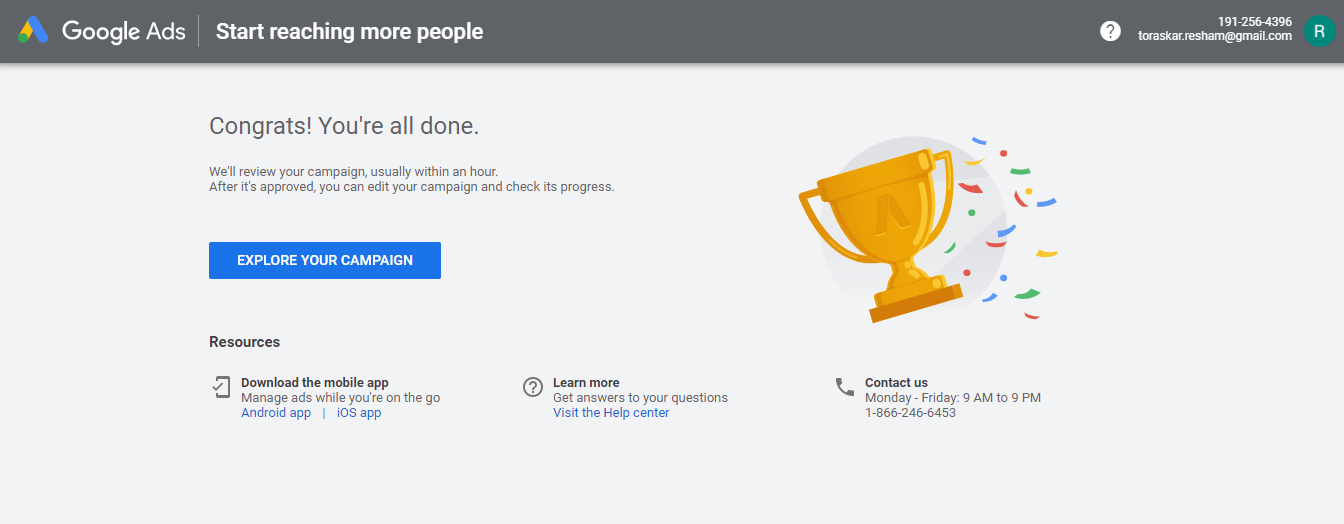 Google Ads
Start reaching more people
191-256-4396
toraskar.resham@gmail.com
R
Congrats! You're all done.
We'll review your campaign, usually within an hour.
After it's approved, you can edit your campaign and check its progress.
EXPLORE YOUR CAMPAIGN
Resources
Download the mobile app
Manage ads while you're on the go
Android app | iOS app
Learn more
Get answers to your questions
Visit the Help center
Contact us
Monday - Friday: 9 AM to 9 PM
1-866-246-6453